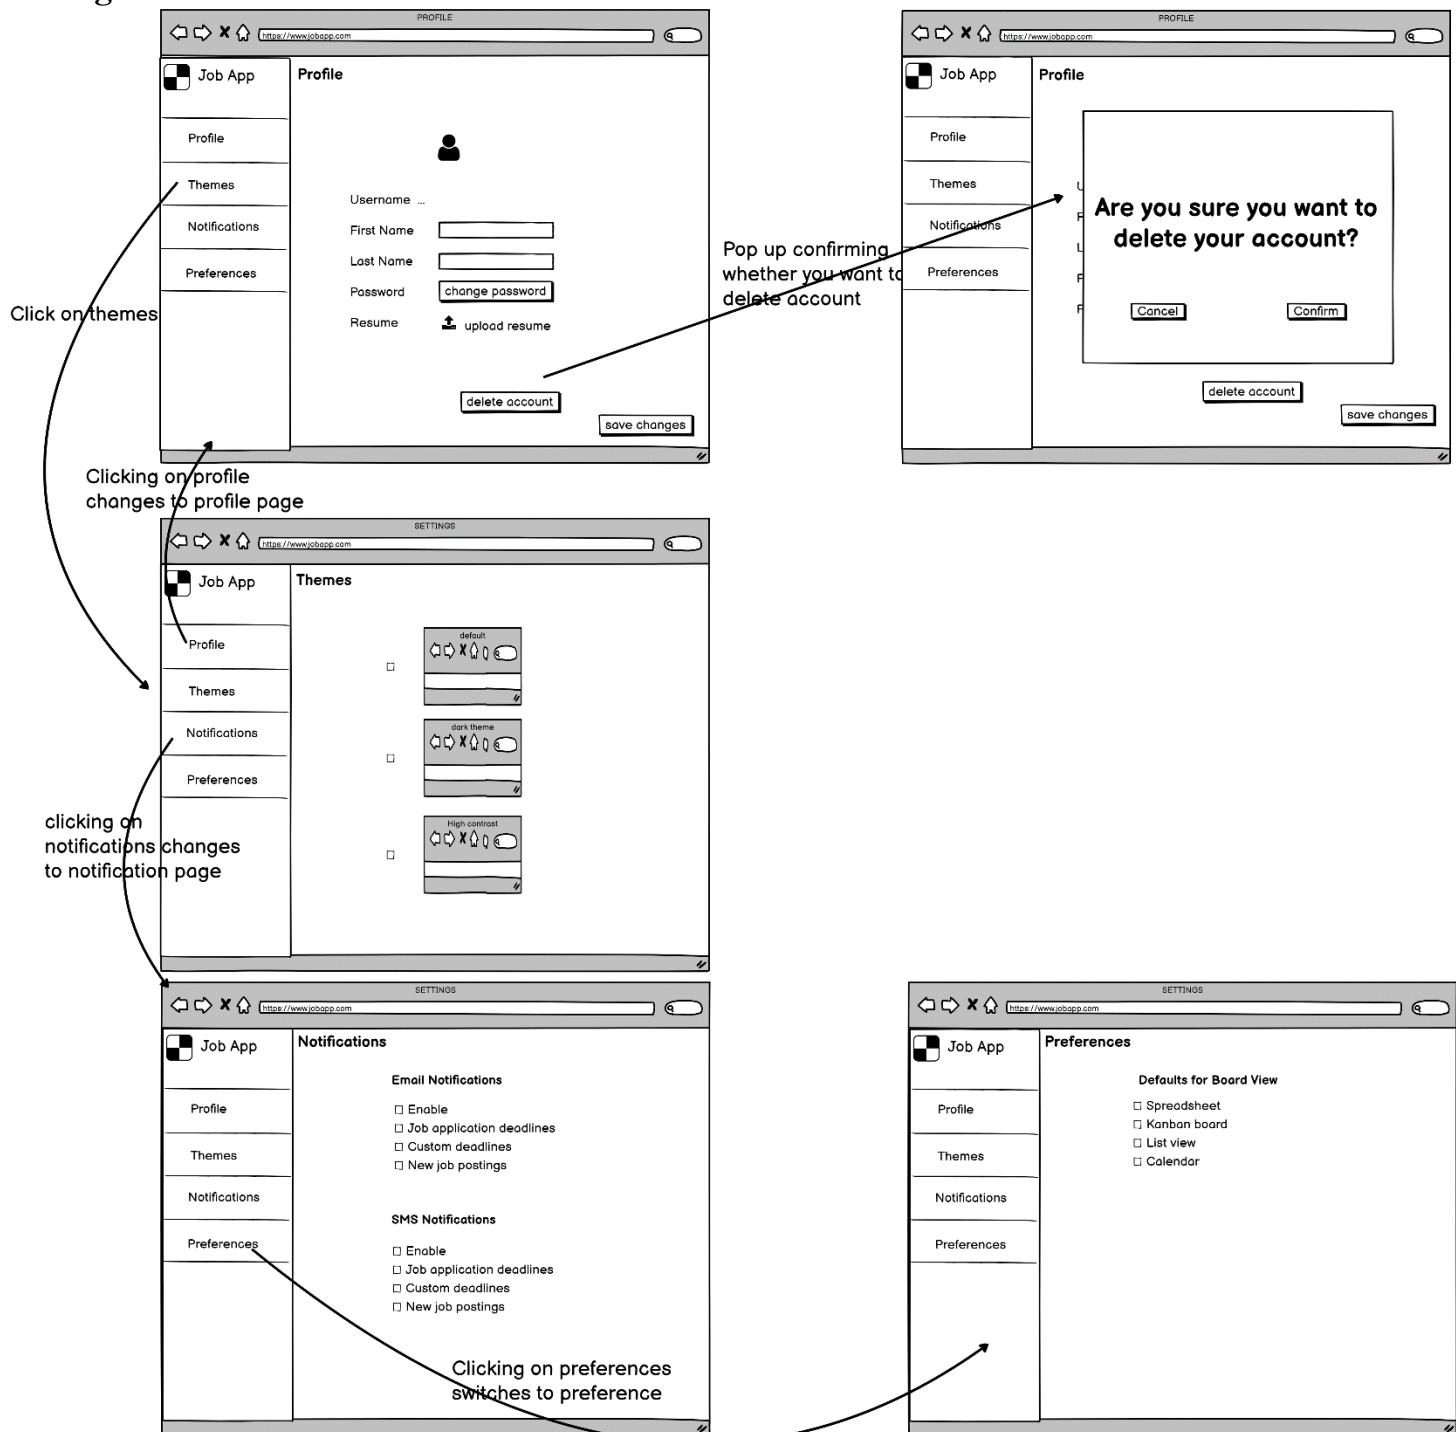 PROFILE
https://www.jobapp.com
Job App
Profile
Profile
Themes
Notifications
Preferences
Username ...
First Name
Last Name
Password
change password
Resume
upload resume
delete account
save changes
Click on themes
Pop up confirming
whether you want to
delete account
PROFILE
https://www.jobapp.com
Job App
Profile
Profile
Themes
Notifications
Preferences
Are you sure you want to
delete your account?
Cancel
Confirm
delete account
save changes
Clicking on profile
changes to profile page
SETTINGS
https://www.jobapp.com
Job App
Themes
Profile
Themes
Notifications
Preferences
default
dark theme
High contrast
clicking on
notifications changes
to notification page
SETTINGS
https://www.jobapp.com
Job App
Notifications
Profile
Themes
Notifications
Preferences
Email Notifications
Enable
Job application deadlines
Custom deadlines
New job postings
SMS Notifications
Enable
Job application deadlines
Custom deadlines
New job postings
Clicking on preferences
switches to preference
SETTINGS
https://www.jobapp.com
Job App
Preferences
Profile
Themes
Notifications
Preferences
Defaults for Board View
Spreadsheet
Kanban board
List view
Calendar